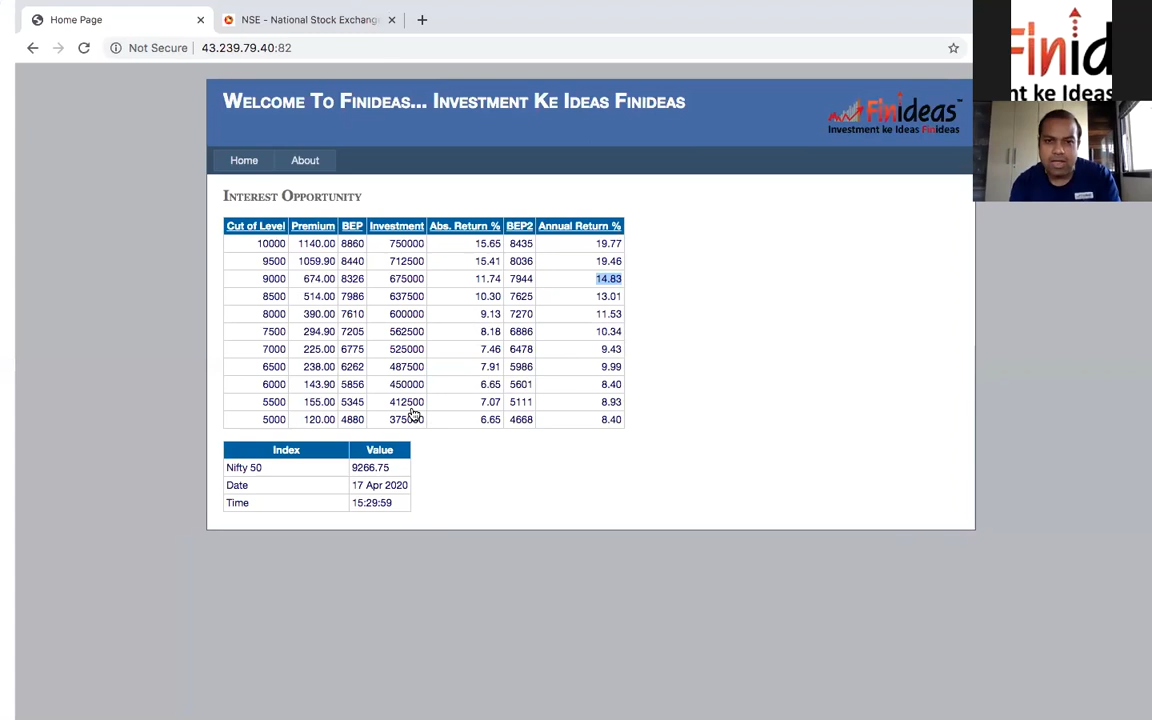 Home Page
NSE - National Stock Exchang
Not Secure 43.239.79.40:82
Finid
nt ke Ideas
WELCOME TO FINIDEAS... INVESTMENT KE IDEAS FINIDEAS
Finideas
Investment ke Ideas Finideas
Home About
INTEREST OPPORTUNITY
Cut of Level Premium BEP Investment Abs. Return % BEP2 Annual Return %
10000 1140.00 8860 750000 15.65 8435 19.77
9500 1059.90 8440 712500 15.41 8036 19.46
9000 674.00 8326 675000 11.74 7944 14.83
8500 514.00 7986 637500 10.30 7625 13.01
8000 390.00 7610 600000 9.13 7270 11.53
7500 294.90 7205 562500 8.18 6886 10.34
7000 225.00 6775 525000 7.46 6478 9.43
6500 238.00 6262 487500 7.91 5986 9.99
6000 143.90 5856 450000 6.65 5601 8.40
5500 155.00 5345 412500 7.07 5111 8.93
5000 120.00 4880 375000 6.65 4668 8.40
Index Value
Nifty 50 9266.75
Date 17 Apr 2020
Time 15:29:59